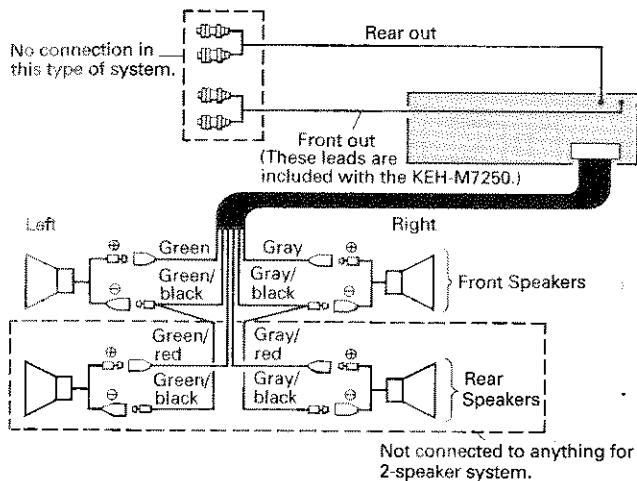 Rear out
No connection in
this type of system.
Front out
(These leads are
included with the KEH-M7250.)
Left
Right
⊕
Green
Gray
⊕
Green/
black
Gray/
black
⊖
⊖
Front Speakers
Green/
red
Gray/
red
⊕
⊕
Green/
black
Gray/
black
⊖
⊖
Rear
Speakers
Not connected to anything for
2-speaker system.